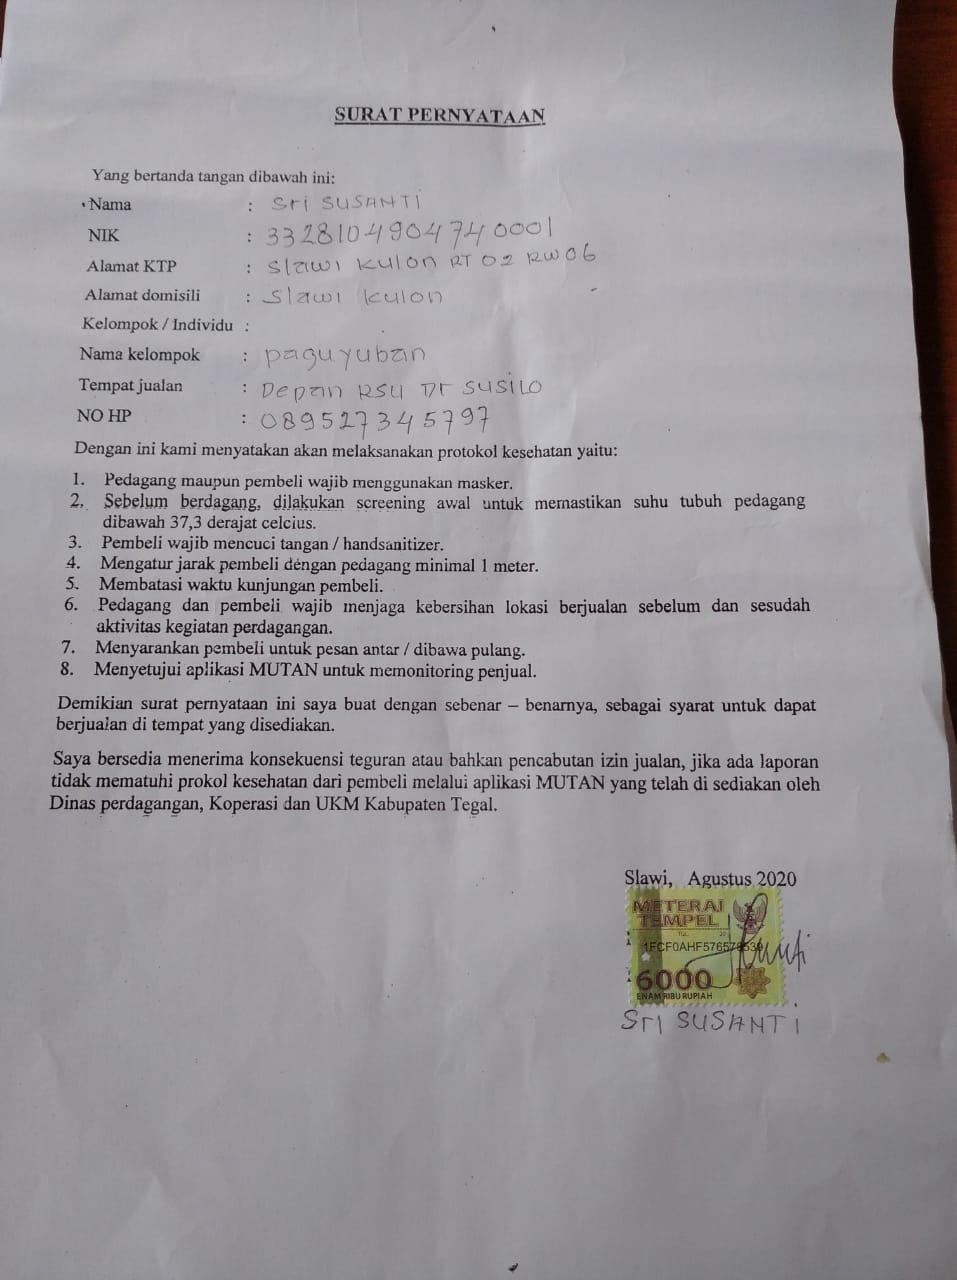 SURAT PERNYATAAN
Yang bertanda tangan dibawah ini:
Nama : Sri SUSANTI
NIK : 3328104904740001
Alamat KTP : Slawi Kulon RT 02 RW 06
Alamat domisili : Slawi Kulon
Kelompok / Individu :
Nama kelompok : paguyuban
Tempat jualan : Depan RSU Dr SUSILO
NO HP : 089527345797
Dengan ini kami menyatakan akan melaksanakan protokol kesehatan yaitu:
1. Pedagang maupun pembeli wajib menggunakan masker.
2. Sebelum berdagang, dilakukan screening awal untuk memastikan suhu tubuh pedagang
dibawah 37,3 derajat celcius.
3. Pembeli wajib mencuci tangan / handsanitizer.
4. Mengatur jarak pembeli dengan pedagang minimal 1 meter.
5. Membatasi waktu kunjungan pembeli.
6. Pedagang dan pembeli wajib menjaga kebersihan lokasi berjualan sebelum dan sesudah
aktivitas kegiatan perdagangan.
7. Menyarankan pembeli untuk pesan antar / dibawa pulang.
8. Menyetujui aplikasi MUTAN untuk memonitoring penjual.
Demikian surat pernyataan ini saya buat dengan sebenar – benarnya, sebagai syarat untuk dapat
berjualan di tempat yang disediakan.
Saya bersedia menerima konsekuensi teguran atau bahkan pencabutan izin jualan, jika ada laporan
tidak mematuhi prokol kesehatan dari pembeli melalui aplikasi MUTAN yang telah di sediakan oleh
Dinas perdagangan, Koperasi dan UKM Kabupaten Tegal.
Slawi, Agustus 2020
METERAI
TEMPEL
6000
ENAM RIBU RUPIAH
Sri SUSANTI